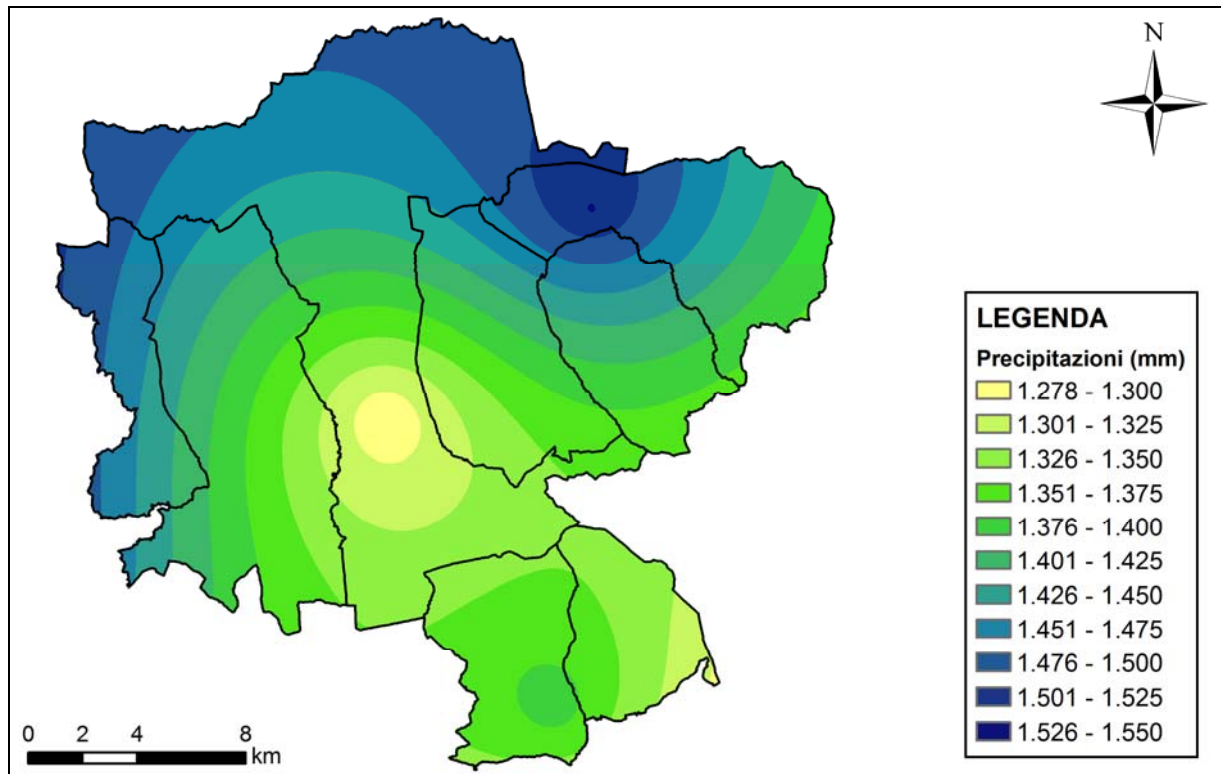 N
LEGENDA
Precipitazioni (mm)
1.278 - 1.300
1.301 - 1.325
1.326 - 1.350
1.351 - 1.375
1.376 - 1.400
1.401 - 1.425
1.426 - 1.450
1.451 - 1.475
1.476 - 1.500
1.501 - 1.525
1.526 - 1.550
0 2 4 8
km